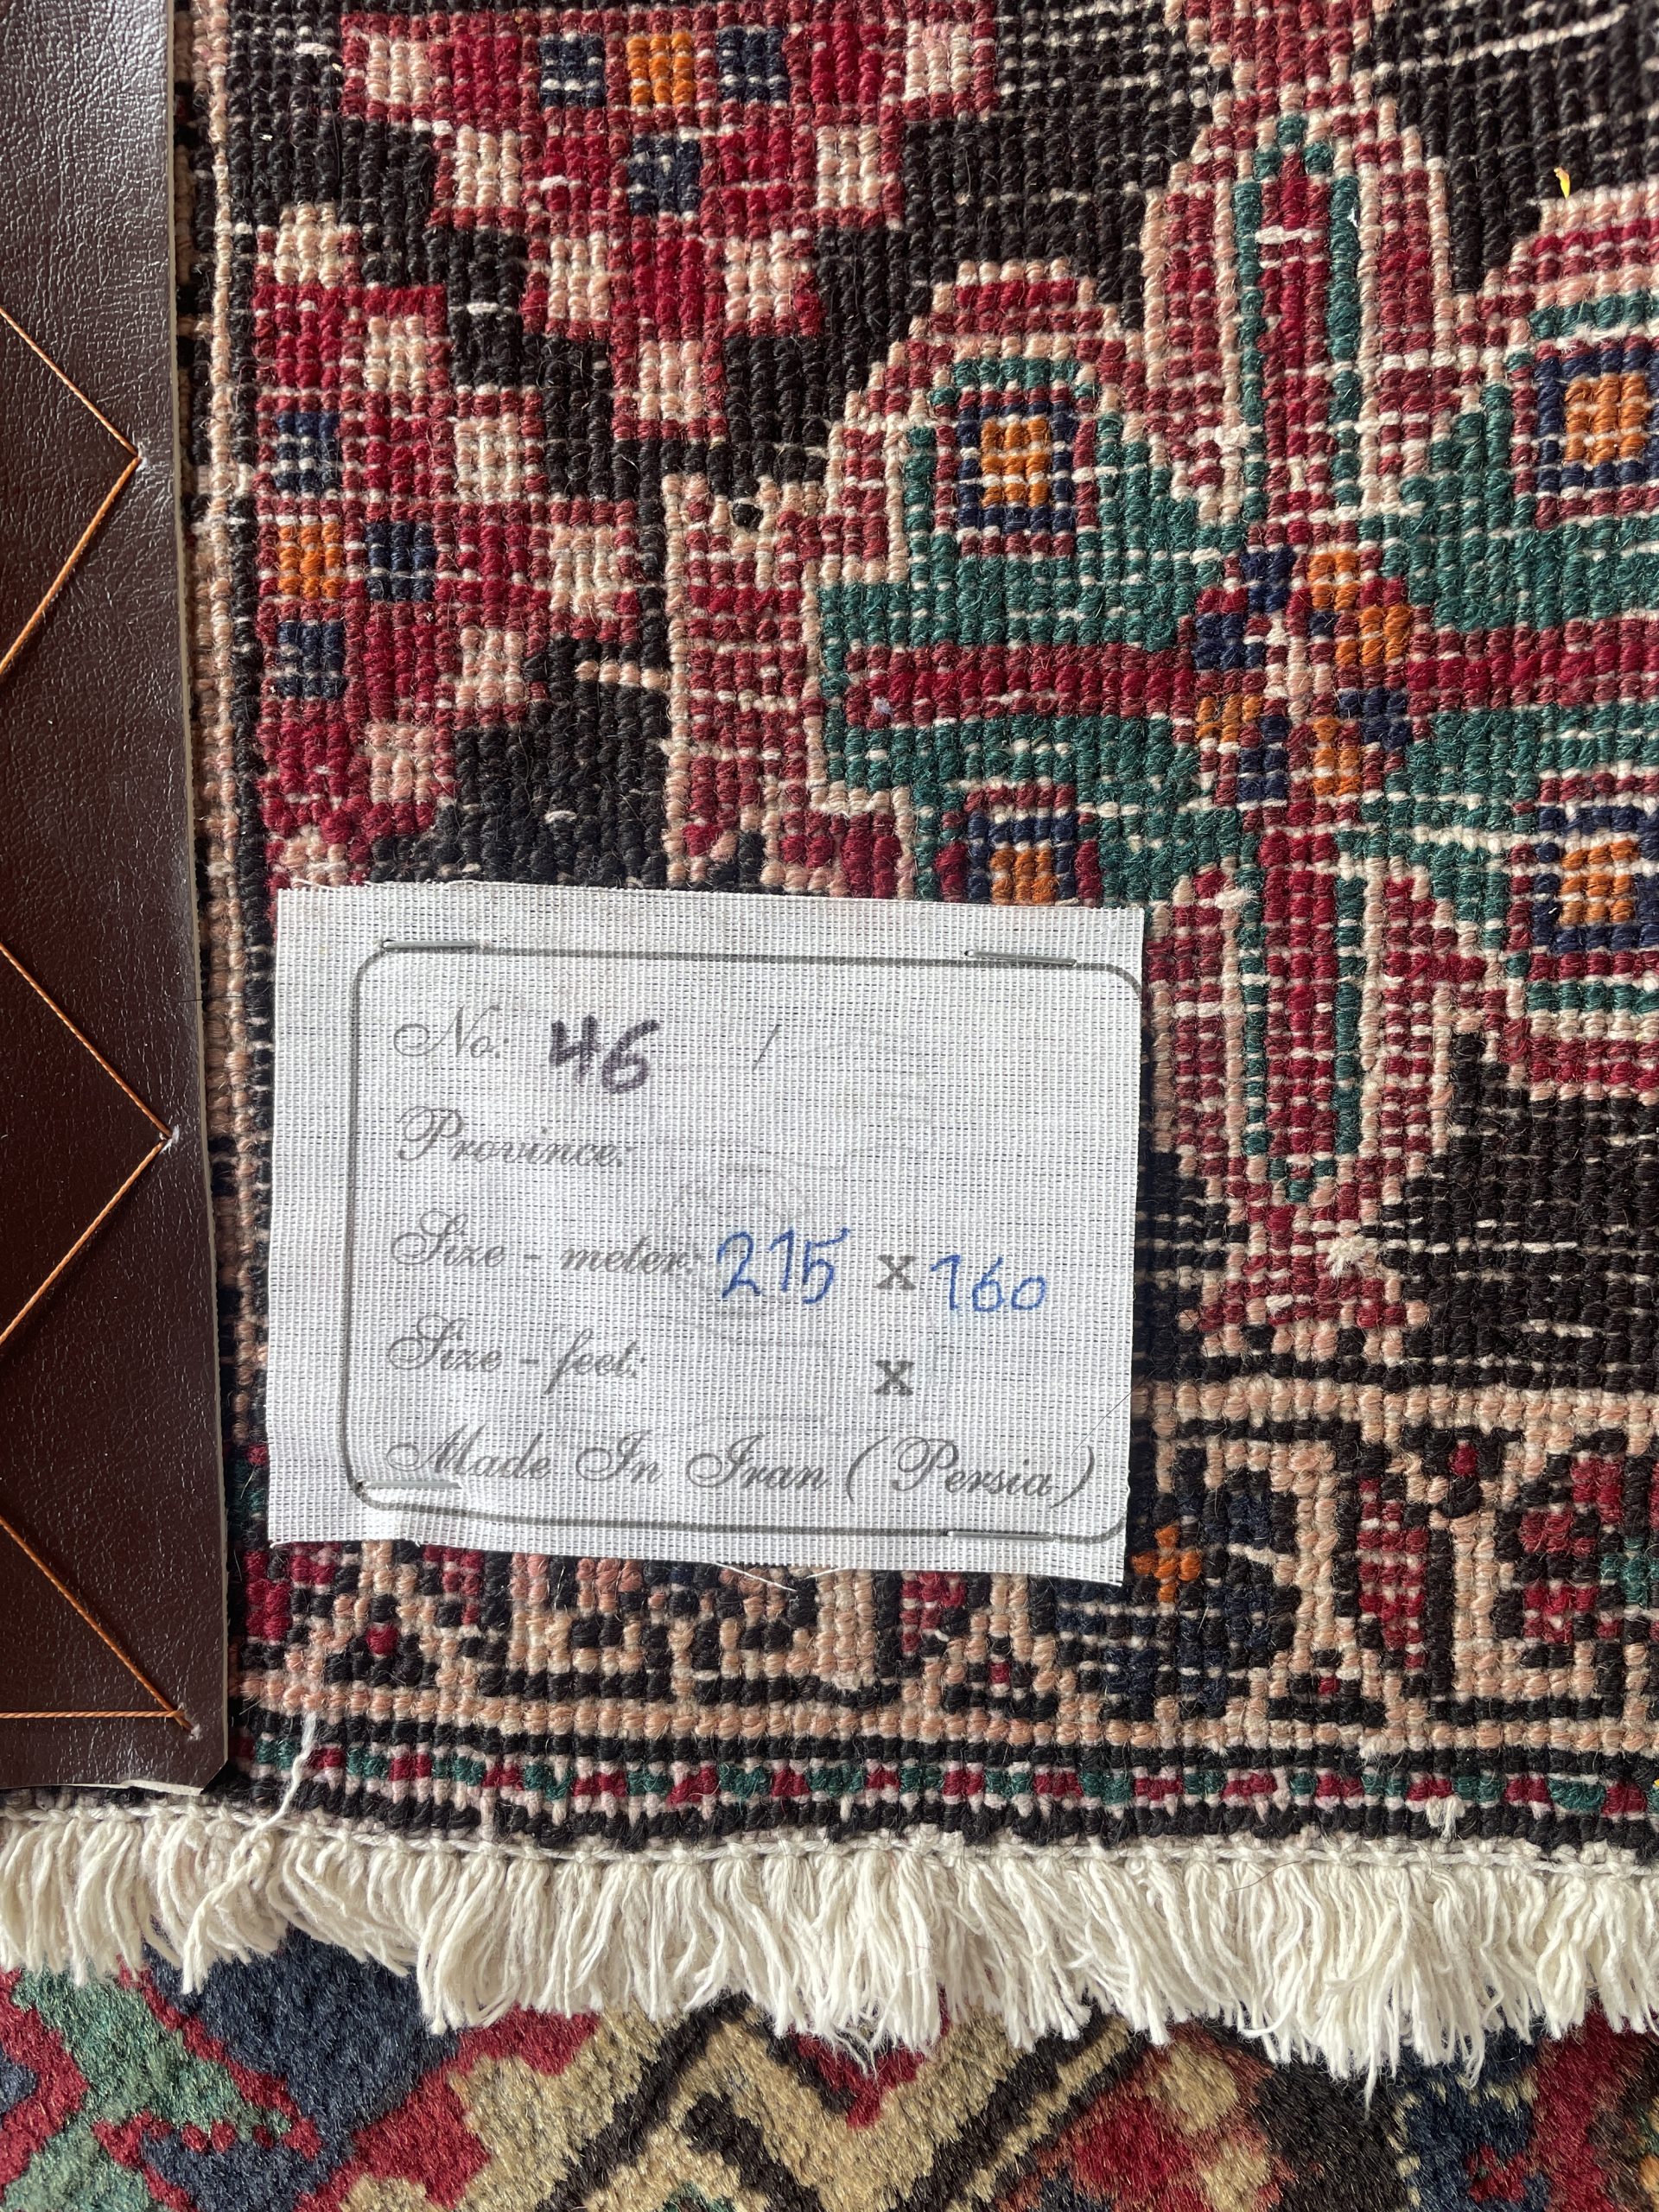 No: 46 /
Province:
Size - meter: 215 x 160
Size - feet: x
Made In Iran (Persia)